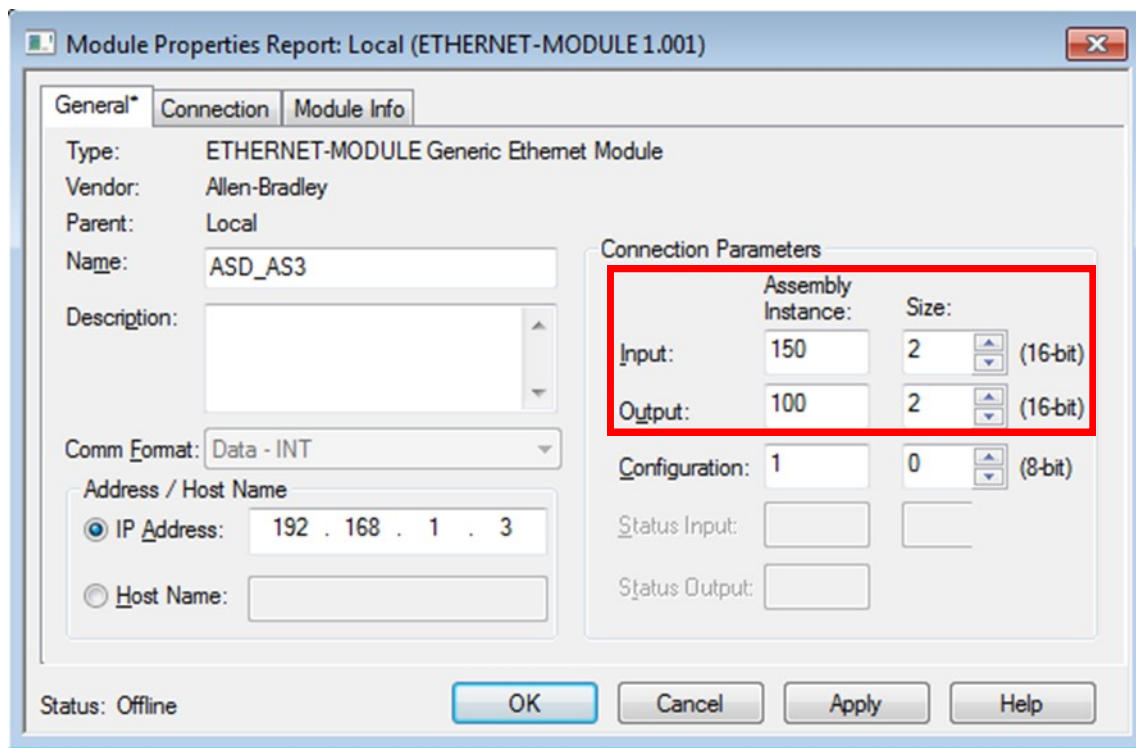 Module Properties Report: Local (ETHERNET-MODULE 1.001)
General* Connection Module Info
Type: ETHERNET-MODULE Generic Ethernet Module
Vendor: Allen-Bradley
Parent: Local
Name: ASD_AS3
Description:
Comm Format: Data - INT
Address / Host Name
IP Address: 192 . 168 . 1 . 3
Host Name:
Connection Parameters
Assembly
Instance: Size:
Input: 150 2 (16-bit)
Output: 100 2 (16-bit)
Configuration: 1 0 (8-bit)
Status Input:
Status Output:
Status: Offline OK Cancel Apply Help